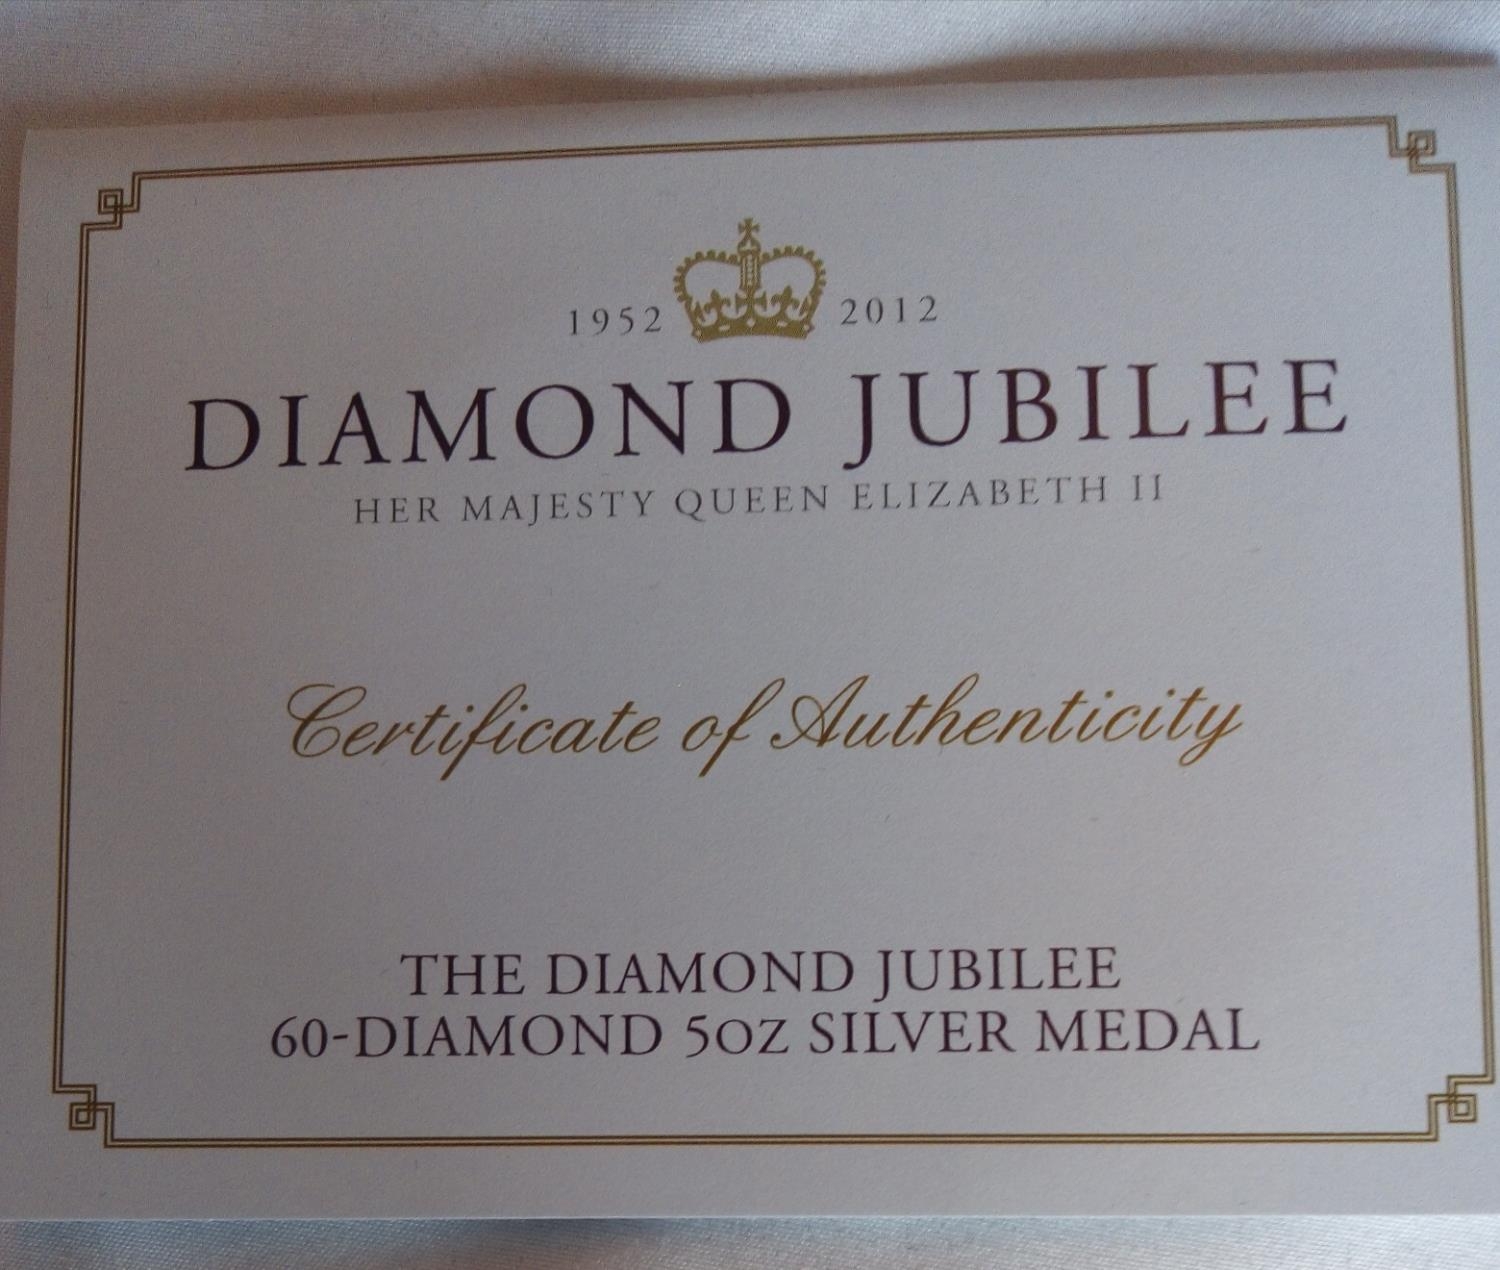 1952 2012
DIAMOND JUBILEE
HER MAJESTY QUEEN ELIZABETH II
Certificate of Authenticity
THE DIAMOND JUBILEE
60-DIAMOND 5OZ SILVER MEDAL